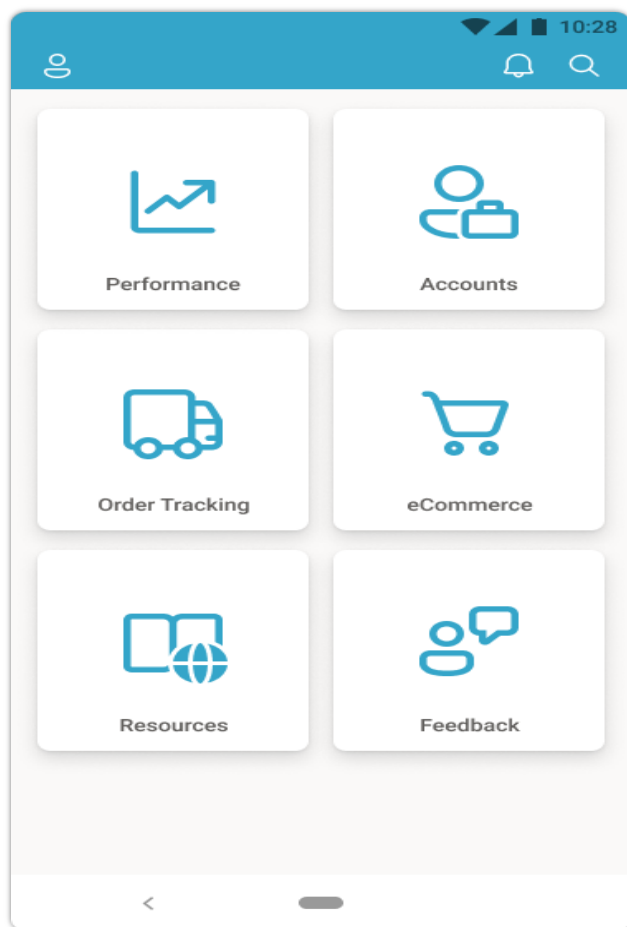 10:28
Performance
Accounts
Order Tracking
eCommerce
Resources
Feedback